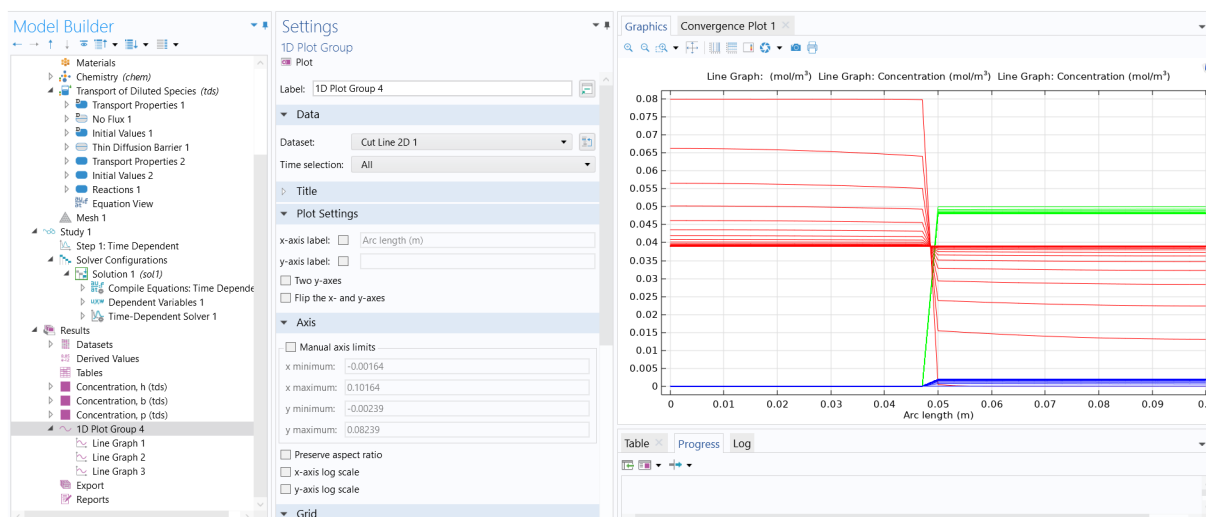 Model Builder
Materials
Chemistry (chem)
Transport of Diluted Species (tds)
Transport Properties 1
No Flux 1
Initial Values 1
Thin Diffusion Barrier 1
Transport Properties 2
Initial Values 2
Reactions 1
Equation View
Mesh 1
Study 1
Step 1: Time Dependent
Solver Configurations
Solution 1 (sol1)
Compile Equations: Time Depende
Dependent Variables 1
Time-Dependent Solver 1
Results
Datasets
Derived Values
Tables
Concentration, h (tds)
Concentration, b (tds)
Concentration, p (tds)
1D Plot Group 4
Line Graph 1
Line Graph 2
Line Graph 3
Export
Reports
Settings
1D Plot Group
Plot
Label: 1D Plot Group 4
Data
Dataset: Cut Line 2D 1
Time selection: All
Title
Plot Settings
x-axis label: Arc length (m)
y-axis label:
Two y-axes
Flip the x- and y-axes
Axis
Manual axis limits
x minimum: -0.00164
x maximum: 0.10164
y minimum: -0.00239
y maximum: 0.08239
Preserve aspect ratio
x-axis log scale
y-axis log scale
Grid
Graphics Convergence Plot 1
Line Graph: (mol/m³) Line Graph: Concentration (mol/m³) Line Graph: Concentration (mol/m³)
0.08
0.075
0.07
0.065
0.06
0.055
0.05
0.045
0.04
0.035
0.03
0.025
0.02
0.015
0.01
0.005
0
0 0.01 0.02 0.03 0.04 0.05 0.06 0.07 0.08 0.09 0.
Arc length (m)
Table Progress Log